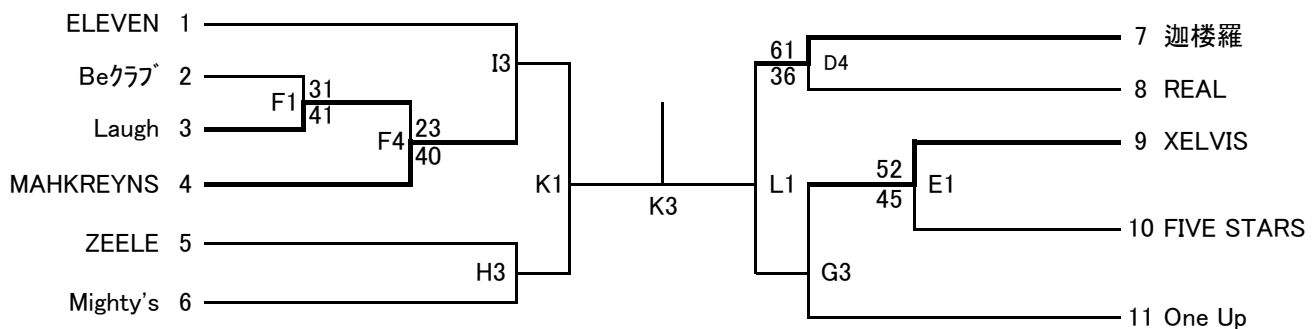 ELEVEN 1
Beクラブ 2
Laugh 3
MAHKREYNS 4
ZEELE 5
Mighty's 6
F1
31
41
F4
23
40
I3
H3
K1
K3
L1
61
36
D4
52
45
E1
G3
7 迦楼羅
8 REAL
9 XELVIS
10 FIVE STARS
11 One Up